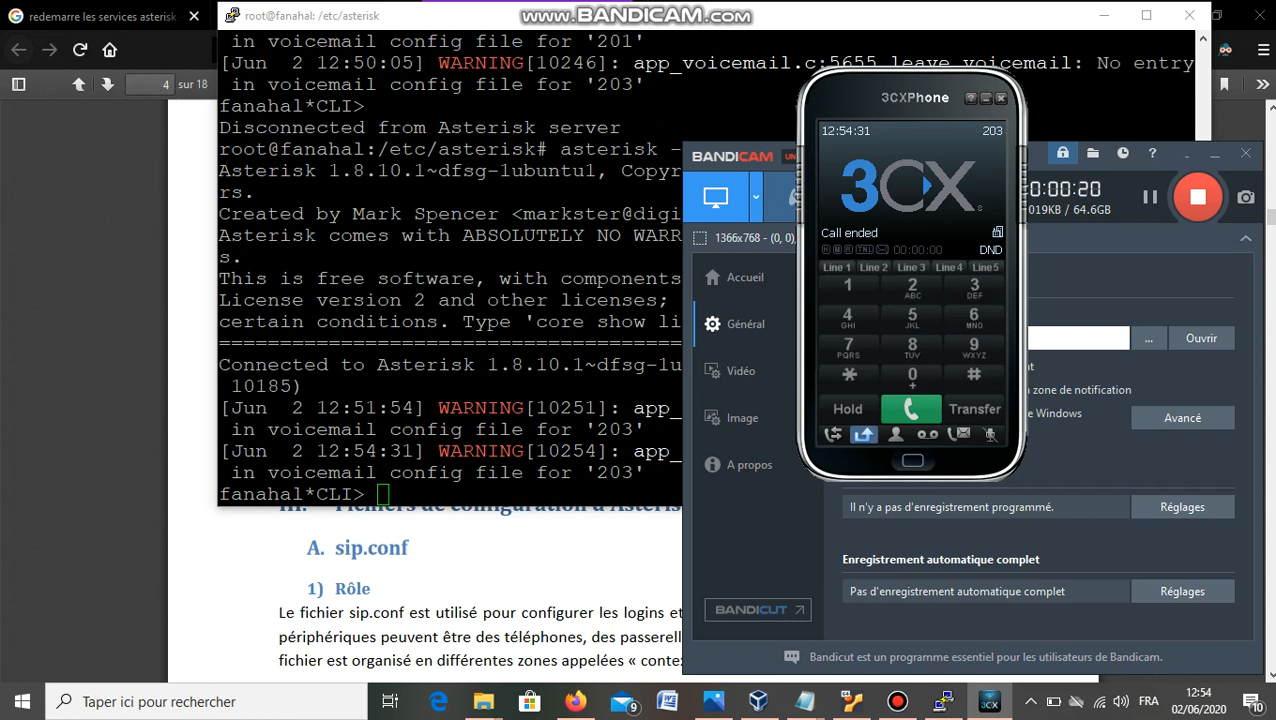 redemarre les services asterisk
root@fanahal: /etc/asterisk
www.BANDICAM.com
4
sur 18
in voicemail config file for '201'
[Jun  2 12:50:05] WARNING[10246]: app_voicemail.c:5655 leave_voicemail: No entry
in voicemail config file for '203'
fanahal*CLI>
Disconnected from Asterisk server
root@fanahal:/etc/asterisk# asterisk -
Asterisk 1.8.10.1~dfsg-1ubuntu1, Copyr
rs.
Created by Mark Spencer <markster@digi
Asterisk comes with ABSOLUTELY NO WARR
s.
This is free software, with components
License version 2 and other licenses;
certain conditions. Type 'core show li
Connected to Asterisk 1.8.10.1~dfsg-1u
10185)
[Jun  2 12:51:54] WARNING[10251]: app_
in voicemail config file for '203'
[Jun  2 12:54:31] WARNING[10254]: app_
in voicemail config file for '203'
fanahal*CLI>
3CXPhone
12:54:31 203
3CX
Call ended
00:00:00 DND
Line 1 Line 2 Line 3 Line 4 Line 5
1 2 3
ABC DEF
4 5 6
GHI JKL MNO
7 8 9
PQRS TUV WXYZ
* 0 #
+
Hold Transfer
BANDICAM UN
0:00:20
019KB / 64.6GB
1366x768 - (0, 0),
Accueil
Général
Vidéo
Image
A propos
BANDICUT
... Ouvrir
zone de notification
e Windows
Avancé
Il n'y a pas d'enregistrement programmé.
Réglages
Enregistrement automatique complet
Pas d'enregistrement automatique complet
Réglages
Bandicut est un programme essentiel pour les utilisateurs de Bandicam.
A. sip.conf
1) Rôle
Le fichier sip.conf est utilisé pour configurer les logins et
périphériques peuvent être des téléphones, des passerell
fichier est organisé en différentes zones appelées « conte
Taper ici pour rechercher
9
3CX
FRA
12:54
02/06/2020
10